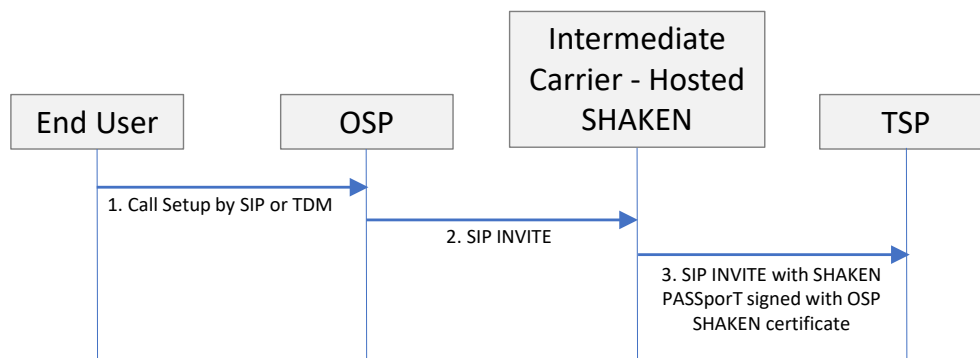 End User
OSP
Intermediate
Carrier - Hosted
SHAKEN
TSP
1. Call Setup by SIP or TDM
2. SIP INVITE
3. SIP INVITE with SHAKEN
PASSporT signed with OSP
SHAKEN certificate